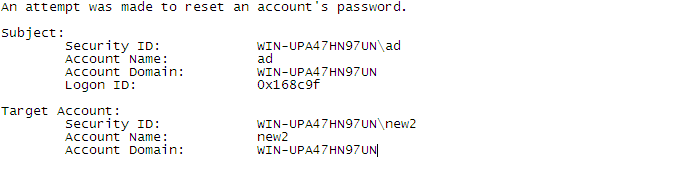 An attempt was made to reset an account's password.
Subject:
Security ID: WIN-UPA47HN97UN\ad
Account Name: ad
Account Domain: WIN-UPA47HN97UN
Logon ID: 0x168c9f
Target Account:
Security ID: WIN-UPA47HN97UN\new2
Account Name: new2
Account Domain: WIN-UPA47HN97UN